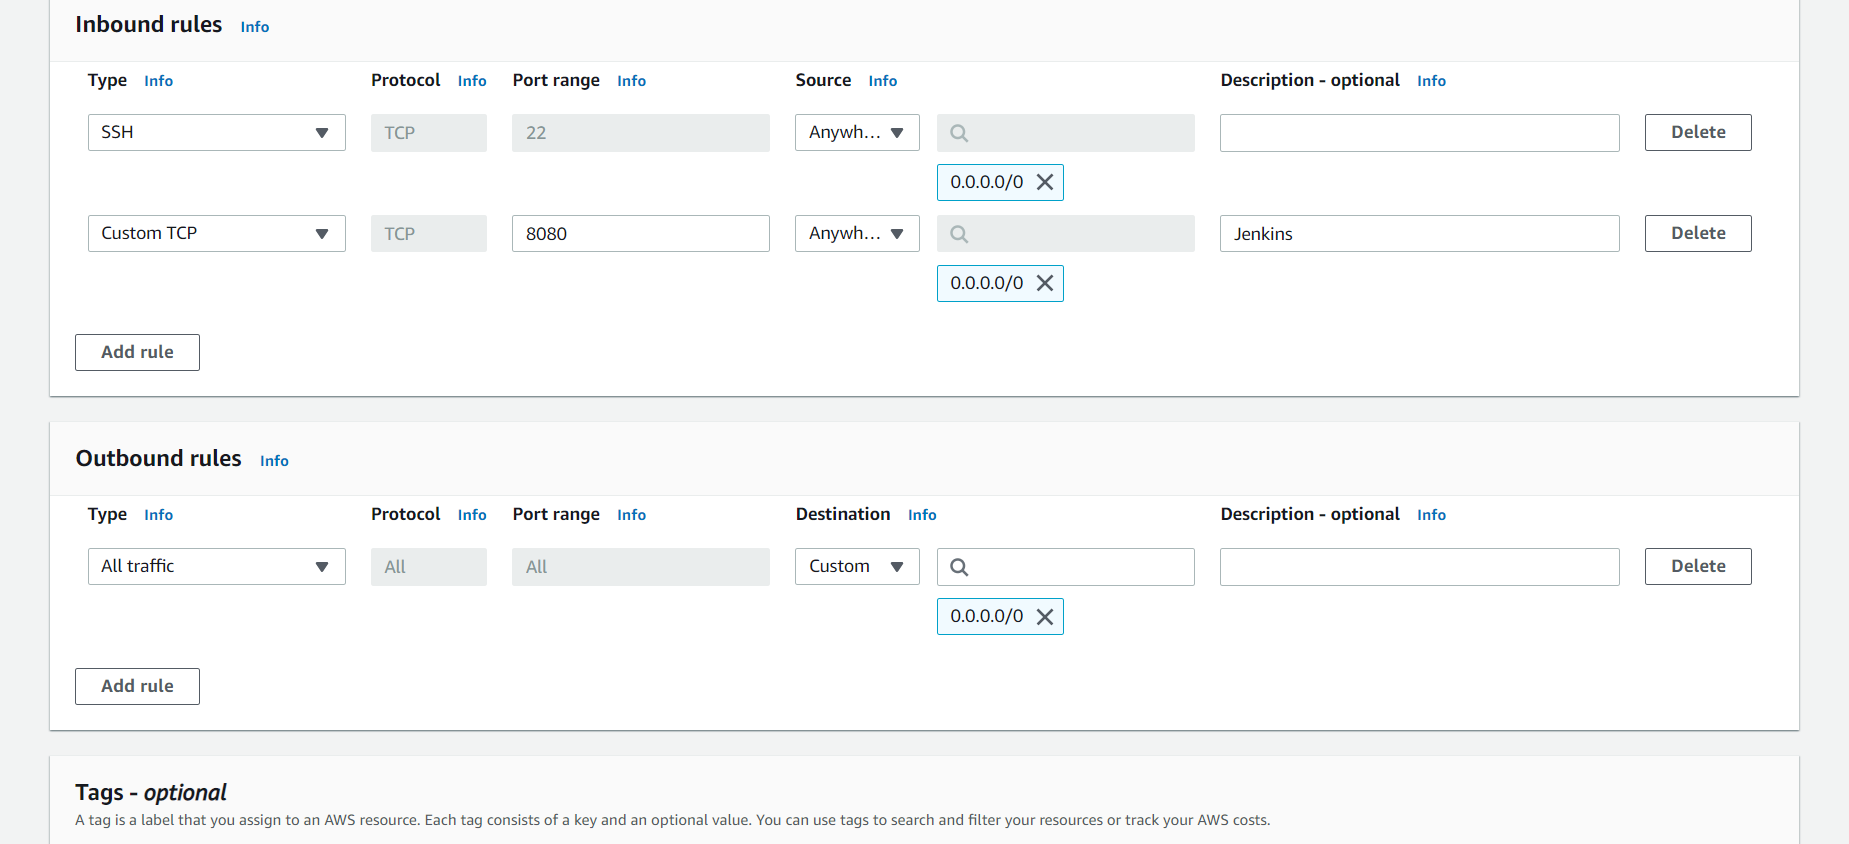 Inbound rules Info
Type Info Protocol Info Port range Info Source Info Description - optional Info
SSH TCP 22 Anywh... Delete
0.0.0.0/0
Custom TCP TCP 8080 Anywh... Jenkins Delete
0.0.0.0/0
Add rule
Outbound rules Info
Type Info Protocol Info Port range Info Destination Info Description - optional Info
All traffic All All Custom Delete
0.0.0.0/0
Add rule
Tags - optional
A tag is a label that you assign to an AWS resource. Each tag consists of a key and an optional value. You can use tags to search and filter your resources or track your AWS costs.